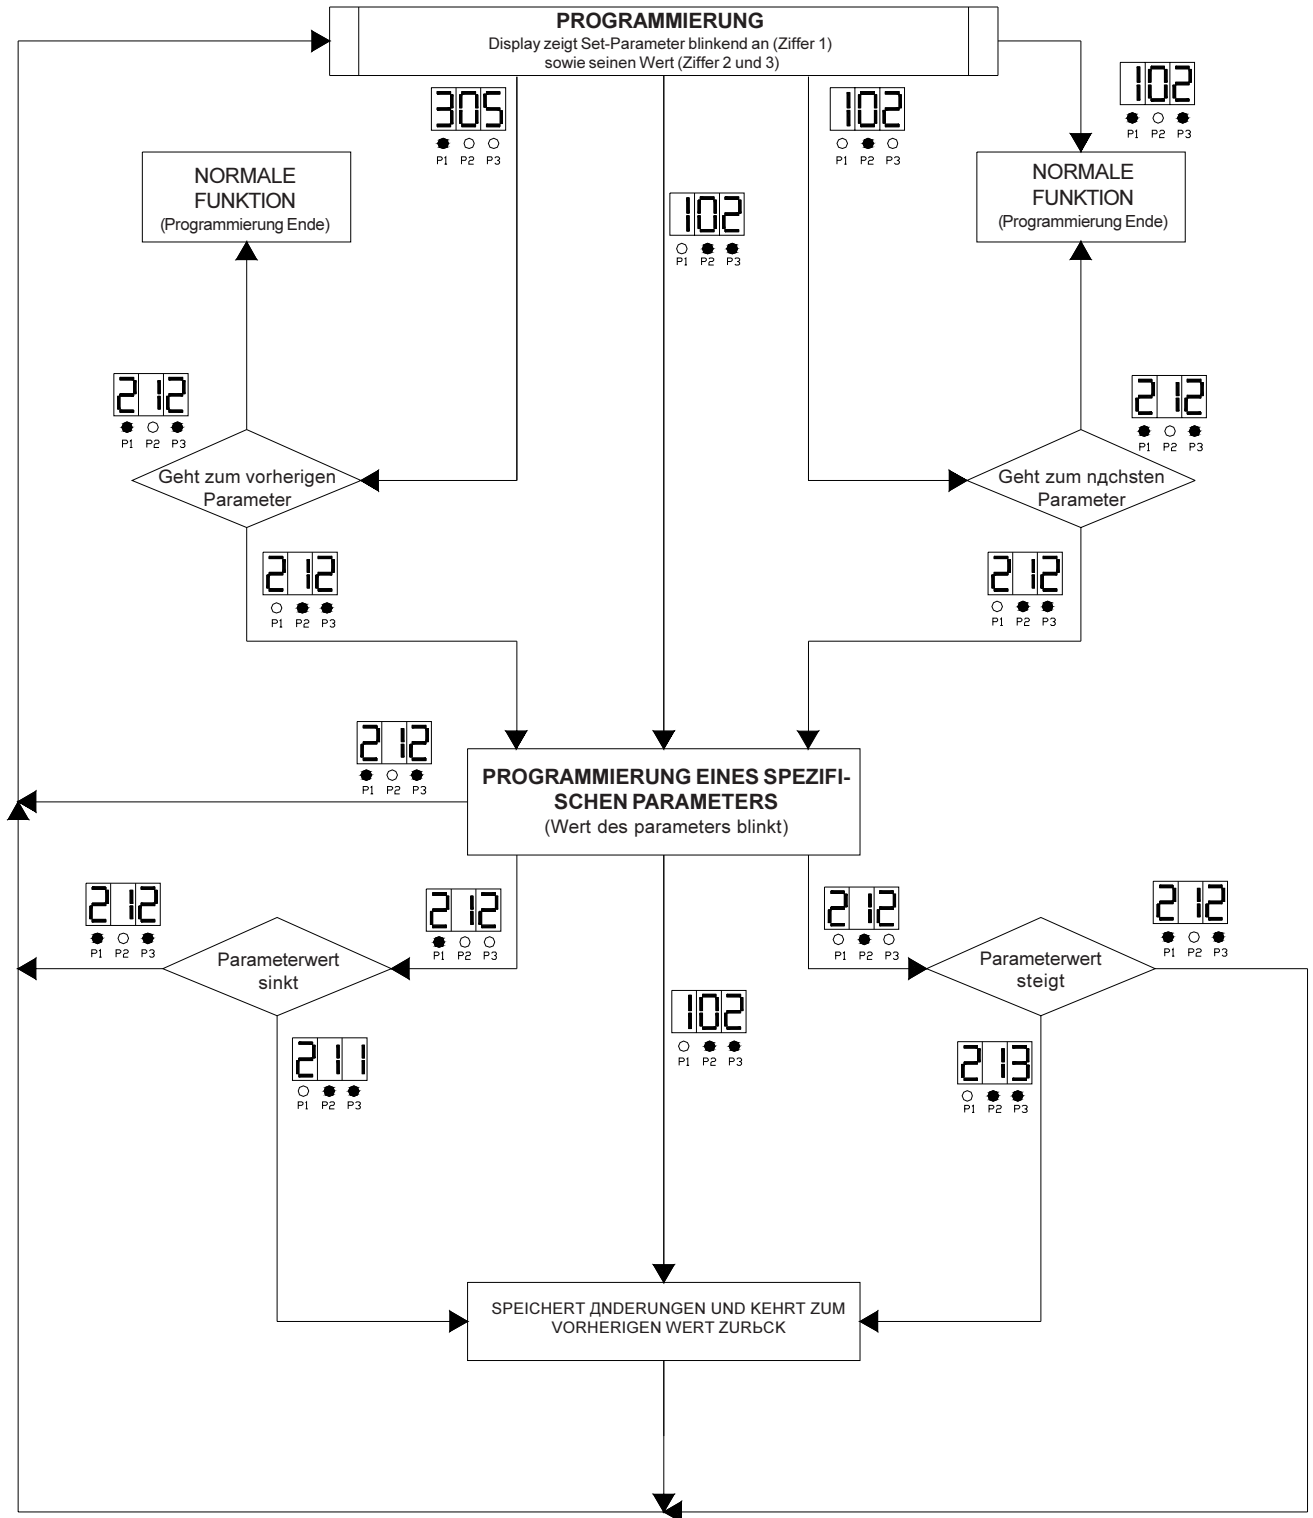 PROGRAMMIERUNG
Display zeigt Set-Parameter blinkend an (Ziffer 1)
sowie seinen Wert (Ziffer 2 und 3)
305
P1 P2 P3
102
P1 P2 P3
102
P1 P2 P3
NORMALE
FUNKTION
(Programmierung Ende)
102
P1 P2 P3
NORMALE
FUNKTION
(Programmierung Ende)
212
P1 P2 P3
212
P1 P2 P3
Geht zum vorherigen
Parameter
Geht zum nдchsten
Parameter
212
P1 P2 P3
212
P1 P2 P3
212
P1 P2 P3
PROGRAMMIERUNG EINES SPEZIFI-
SCHEN PARAMETERS
(Wert des parameters blinkt)
212
P1 P2 P3
212
P1 P2 P3
212
P1 P2 P3
212
P1 P2 P3
Parameterwert
sinkt
Parameterwert
steigt
102
P1 P2 P3
211
P1 P2 P3
213
P1 P2 P3
SPEICHERT ДNDERUNGEN UND KEHRT ZUM
VORHERIGEN WERT ZURЬCK